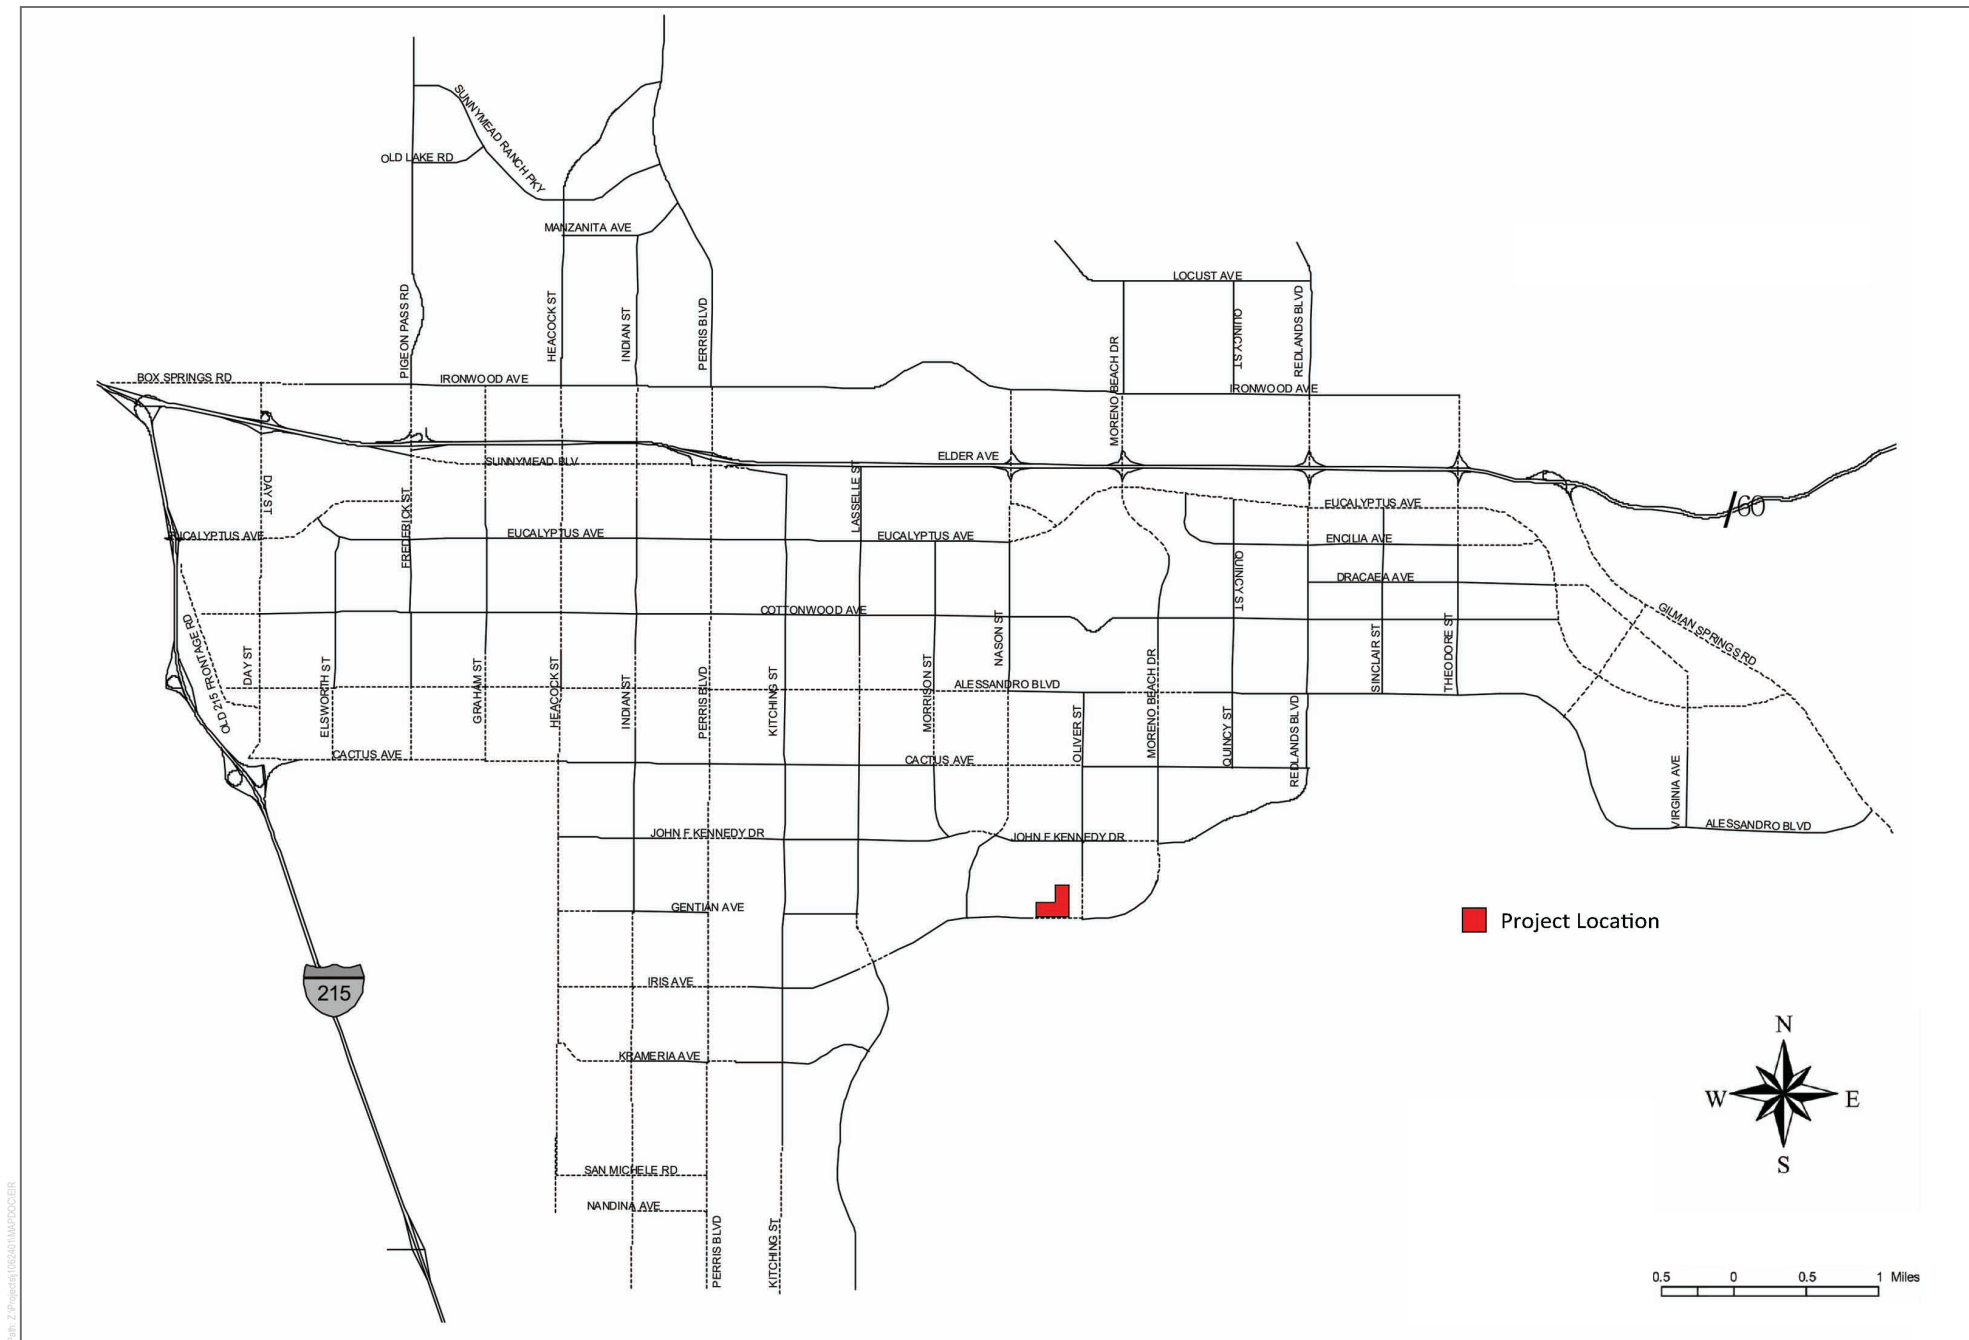 SUNNYMEAD RANCH PKY
OLD LAKE RD
MANZANITA AVE
LOCUST AVE
PIGEON PASS RD
HEACOCK ST
INDIAN ST
PERRIS BLVD
MORENO BEACH DR
QUINCY ST
REDLANDS BLVD
BOX SPRINGS RD
IRONWOOD AVE
IRONWOOD AVE
ELDER AVE
SUNNYMEAD BLV
DAY ST
FREDERICK ST
LASSELLE ST
EUCALYPTUS AVE
/60
EUCALYPTUS AVE
EUCALYPTUS AVE
EUCALYPTUS AVE
ENCILIA AVE
QUINCY ST
DRACAEA AVE
COTTONWOOD AVE
GILMAN SPRINGS RD
OLD 215 FRONTAGE RD
DAY ST
ELSWORTH ST
GRAHAM ST
HEACOCK ST
INDIAN ST
PERRIS BLVD
KITCHING ST
MORRISON ST
NASON ST
MORENO BEACH DR
SINCLAIR ST
THEODORE ST
ALESSANDRO BLVD
OLIVER ST
QUINCY ST
REDLANDS BLVD
CACTUS AVE
CACTUS AVE
VIRGINIA AVE
ALESSANDRO BLVD
JOHN F KENNEDY DR
JOHN F KENNEDY DR
GENTIAN AVE
Project Location
IRIS AVE
215
KRAMERIA AVE
N
W
E
S
SAN MICHELE RD
NANDINA AVE
PERRIS BLVD
KITCHING ST
0.5 0 0.5 1 Miles
Path: Z:\Projects\j1062401\MAPDOC\EIR